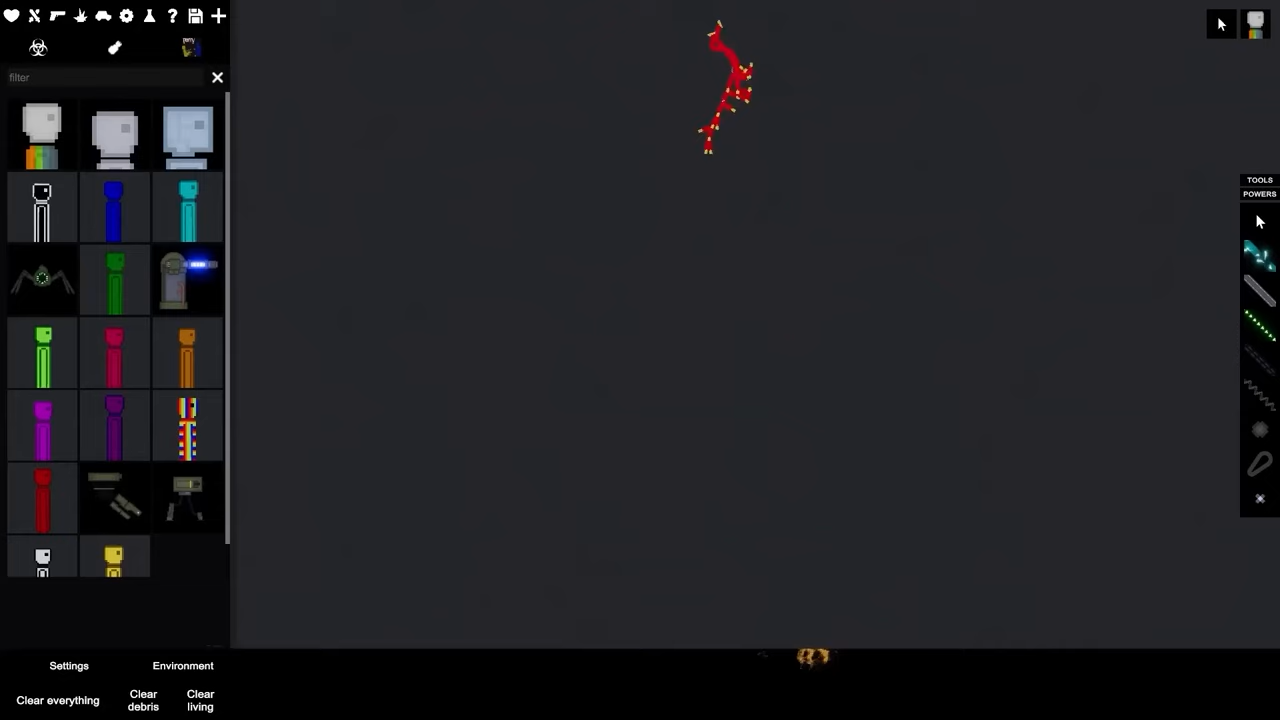 filter
TOOLS
POWERS
Settings
Environment
Clear everything
Clear
debris
Clear
living